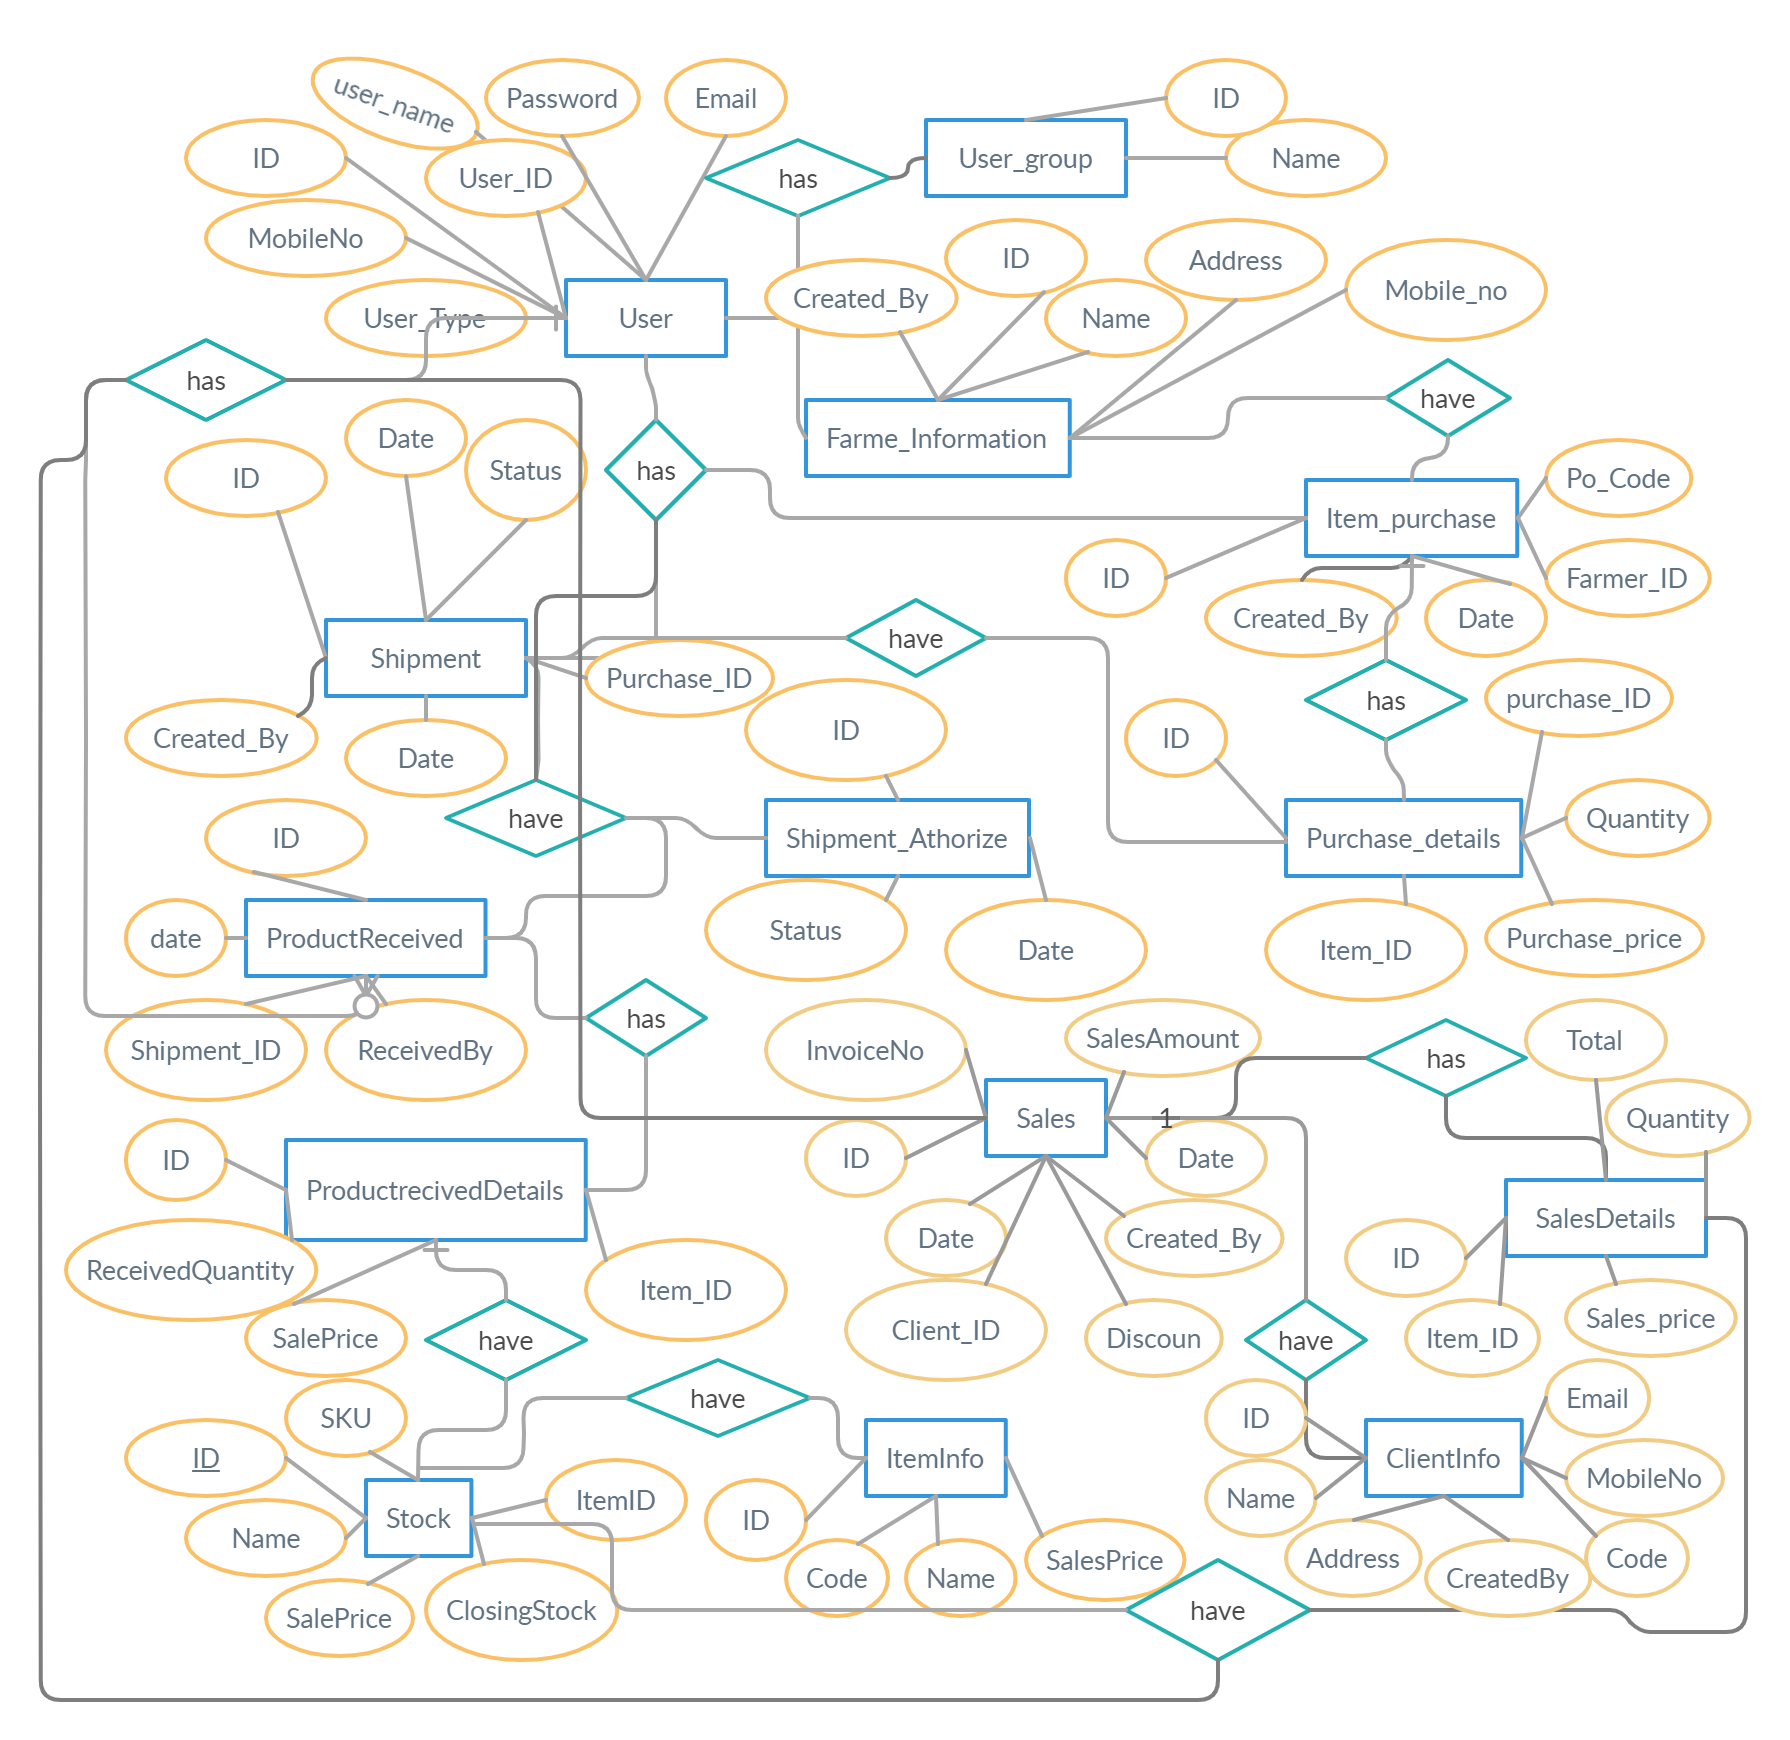 user_name
Password
Email
ID
User_group
ID
Name
User_ID
has
MobileNo
Created_By
ID
Address
Mobile_no
User_Type
User
Name
has
have
Date
Farme_Information
ID
Status
has
Po_Code
Item_purchase
ID
Farmer_ID
Created_By
Date
Shipment
have
Purchase_ID
Created_By
Date
ID
ID
has
purchase_ID
ID
have
Shipment_Athorize
Purchase_details
Quantity
date
ProductReceived
Status
Date
Item_ID
Purchase_price
has
Shipment_ID
ReceivedBy
InvoiceNo
SalesAmount
has
Total
Sales
1
Quantity
ID
ProductrecivedDetails
ID
Date
SalesDetails
ReceivedQuantity
Item_ID
Date
Created_By
ID
SalePrice
have
Client_ID
Discoun
have
Item_ID
Sales_price
SKU
have
ID
Email
ID
ItemInfo
ClientInfo
MobileNo
Name
Stock
ItemID
ID
Name
SalePrice
ClosingStock
Code
Name
SalesPrice
Address
CreatedBy
Code
have